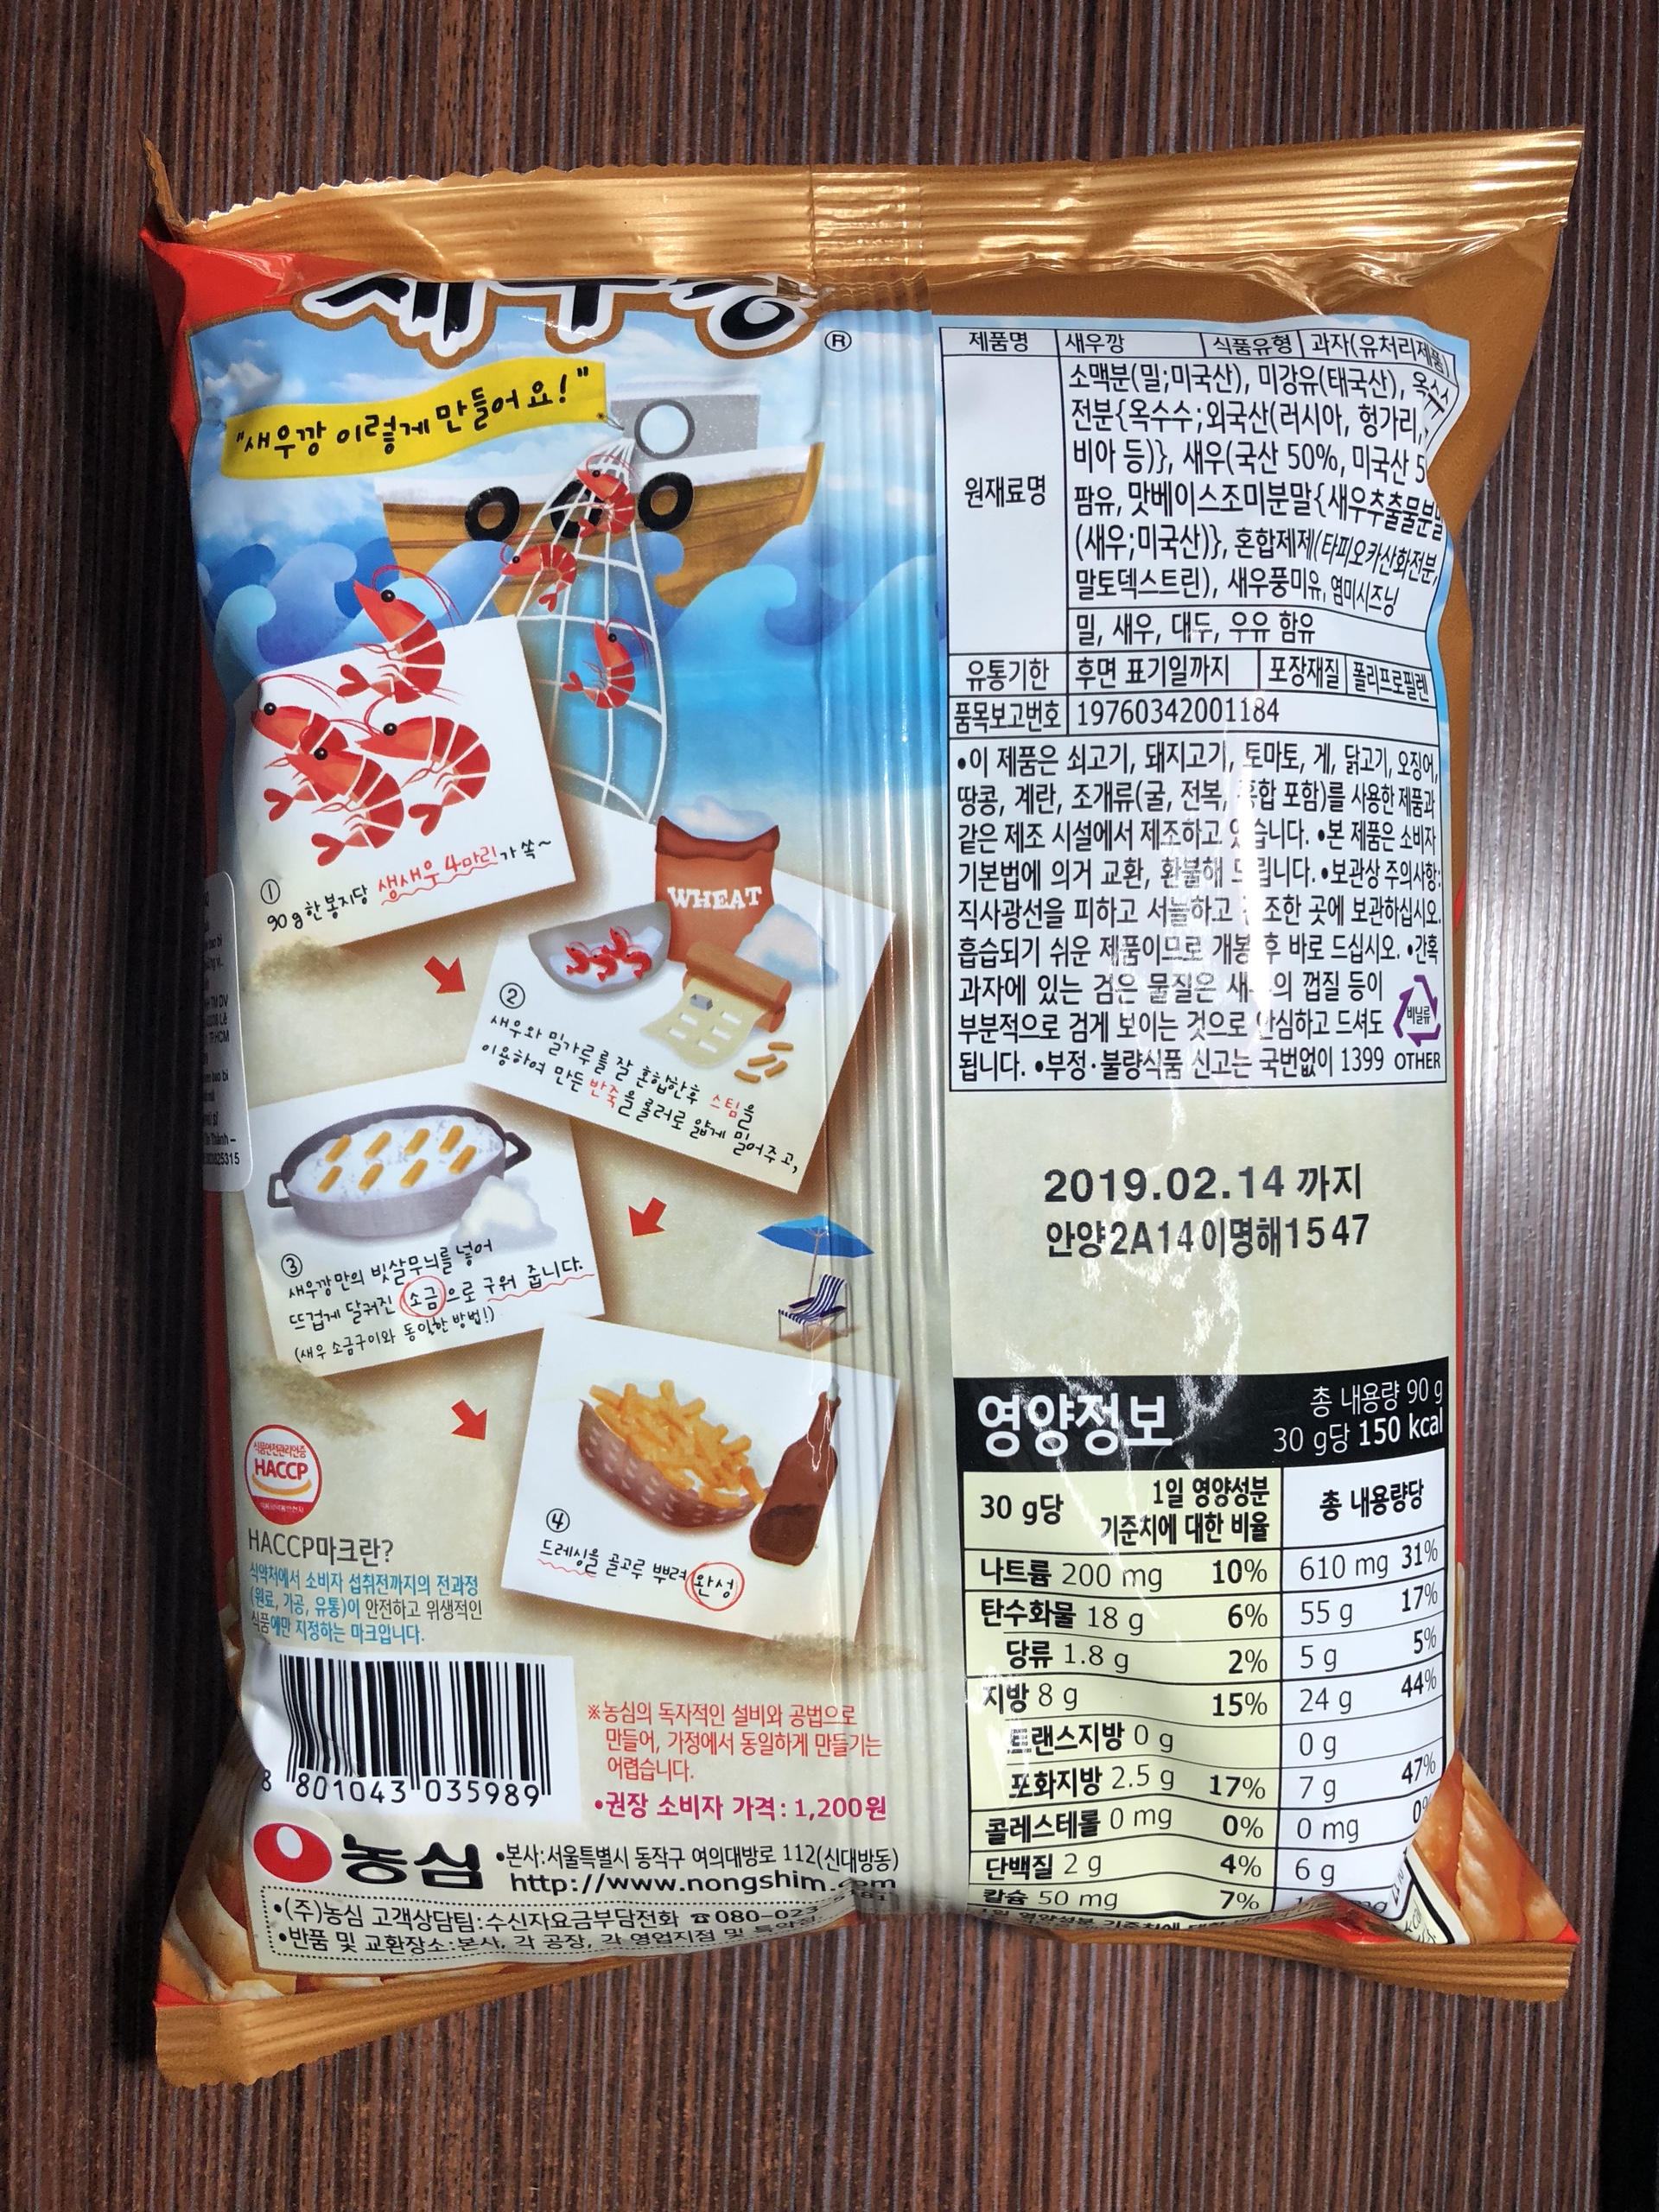 새우깡
®
"새우깡 이렇게 만들어요!"
①
90g 한봉지당 생새우 4마리가 쏙~
WHEAT
②
새우와 밀가루를 잘 혼합한후 스팀을
이용하여 만든 반죽을 롤러로 얇게 밀어주고,
③
새우깡만의 빗살무늬를 넣어
뜨겁게 달궈진 소금으로 구워 줍니다.
(새우 소금구이와 동일한 방법!)
④
드레싱을 골고루 뿌려 완성
식품안전관리인증
HACCP
HACCP마크란?
식약처에서 소비자 섭취전까지의 전과정
(원료, 가공, 유통)이 안전하고 위생적인
식품에만 지정하는 마크입니다.
8 801043 035989
※농심의 독자적인 설비와 공법으로
만들어, 가정에서 동일하게 만들기는
어렵습니다.
•권장 소비자 가격: 1,200원
농심
•본사:서울특별시 동작구 여의대방로 112(신대방동)
http://www.nongshim.com
•(주)농심 고객상담팀:수신자요금부담전화 ☎080-023
•반품 및 교환장소:본사, 각 공장, 각 영업지점 및 특약점
제품명 새우깡 식품유형 과자(유처리제품)
원재료명
소맥분(밀;미국산), 미강유(태국산), 옥수수
전분{옥수수;외국산(러시아, 헝가리,
비아 등)}, 새우(국산 50%, 미국산 5
팜유, 맛베이스조미분말{새우추출물분말
(새우;미국산)}, 혼합제제(타피오카산화전분,
말토덱스트린), 새우풍미유, 염미시즈닝
밀, 새우, 대두, 우유 함유
유통기한 후면 표기일까지 포장재질 폴리프로필렌
품목보고번호 19760342001184
•이 제품은 쇠고기, 돼지고기, 토마토, 게, 닭고기, 오징어,
땅콩, 계란, 조개류(굴, 전복, 홍합 포함)를 사용한 제품과
같은 제조 시설에서 제조하고 있습니다. •본 제품은 소비자
기본법에 의거 교환, 환불해 드립니다. •보관상 주의사항:
직사광선을 피하고 서늘하고 건조한 곳에 보관하십시오.
흡습되기 쉬운 제품이므로 개봉 후 바로 드십시오. •간혹
과자에 있는 검은 물질은 새우의 껍질 등이
부분적으로 검게 보이는 것으로 안심하고 드셔도
됩니다. •부정·불량식품 신고는 국번없이 1399
비닐류
OTHER
2019.02.14 까지
안양2A14이명해1547
영양정보
총 내용량 90 g
30 g당 150 kcal
30 g당 1일 영양성분 기준치에 대한 비율 총 내용량당
나트륨 200 mg 10% 610 mg 31%
탄수화물 18 g 6% 55 g 17%
당류 1.8 g 2% 5 g 5%
지방 8 g 15% 24 g 44%
트랜스지방 0 g 0 g
포화지방 2.5 g 17% 7 g 47%
콜레스테롤 0 mg 0% 0 mg 0%
단백질 2 g 4% 6 g
칼슘 50 mg 7%
1일 영양성분 기준치에 대한